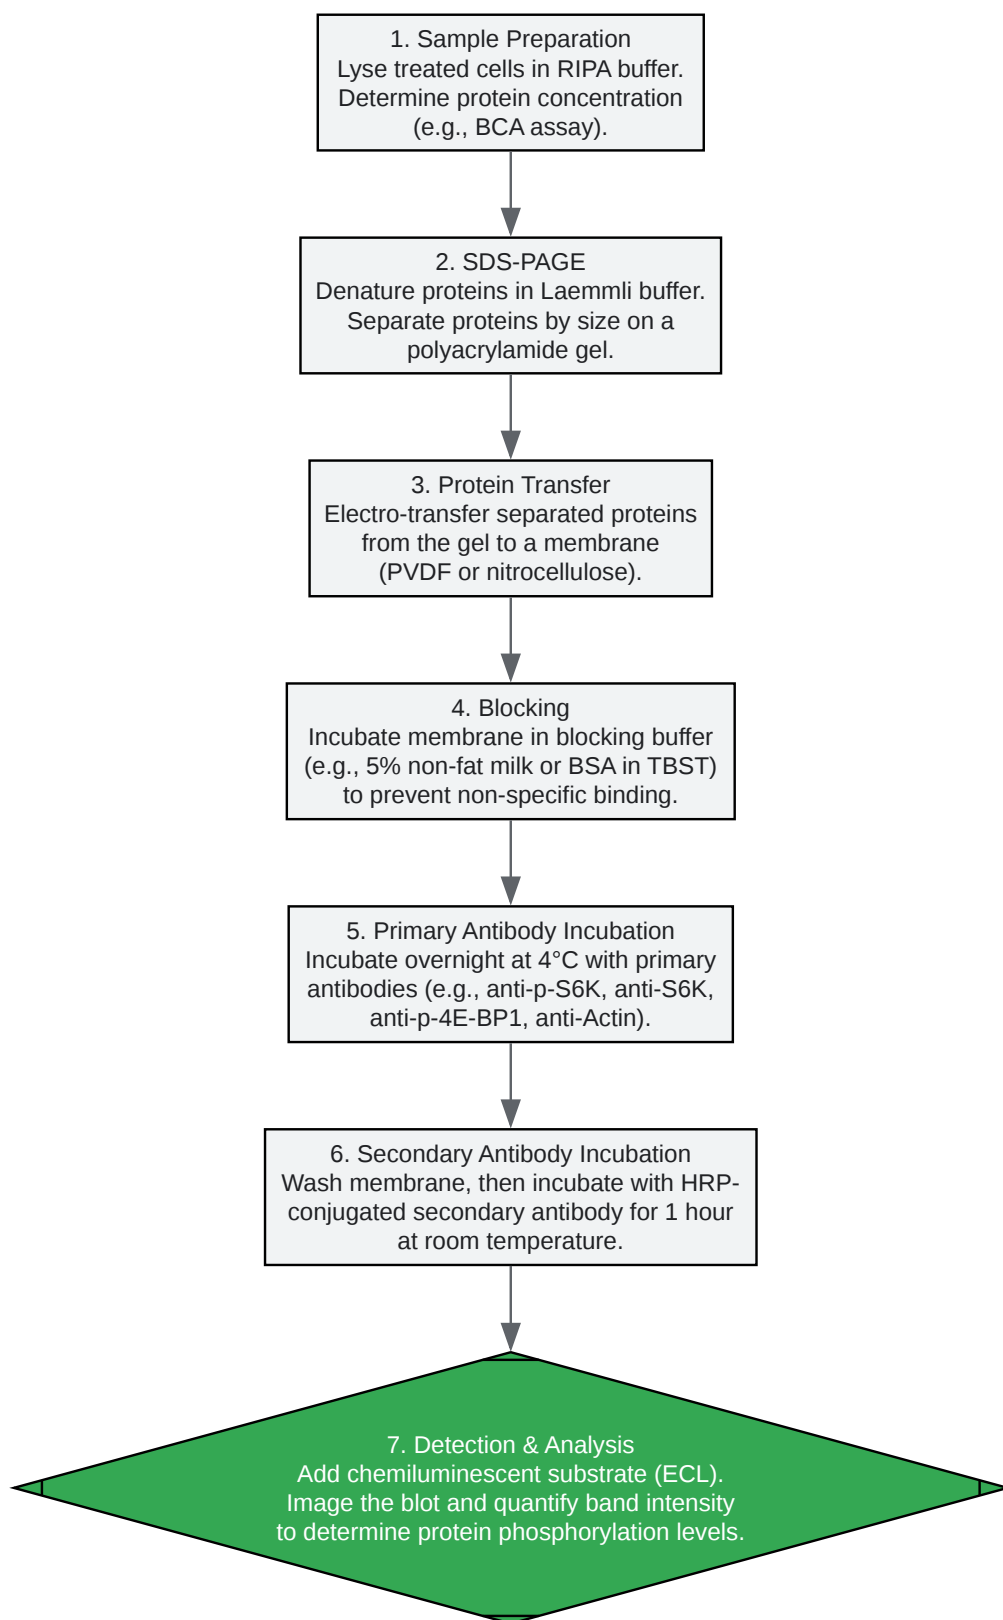 1. Sample Preparation
Lyse treated cells in RIPA buffer.
Determine protein concentration
(e.g., BCA assay).
2. SDS-PAGE
Denature proteins in Laemmli buffer.
Separate proteins by size on a
polyacrylamide gel.
3. Protein Transfer
Electro-transfer separated proteins
from the gel to a membrane
(PVDF or nitrocellulose).
4. Blocking
Incubate membrane in blocking buffer
(e.g., 5% non-fat milk or BSA in TBST)
to prevent non-specific binding.
5. Primary Antibody Incubation
Incubate overnight at 4°C with primary
antibodies (e.g., anti-p-S6K, anti-S6K,
anti-p-4E-BP1, anti-Actin).
6. Secondary Antibody Incubation
Wash membrane, then incubate with HRP-
conjugated secondary antibody for 1 hour
at room temperature.
7. Detection & Analysis
Add chemiluminescent substrate (ECL).
Image the blot and quantify band intensity
to determine protein phosphorylation levels.